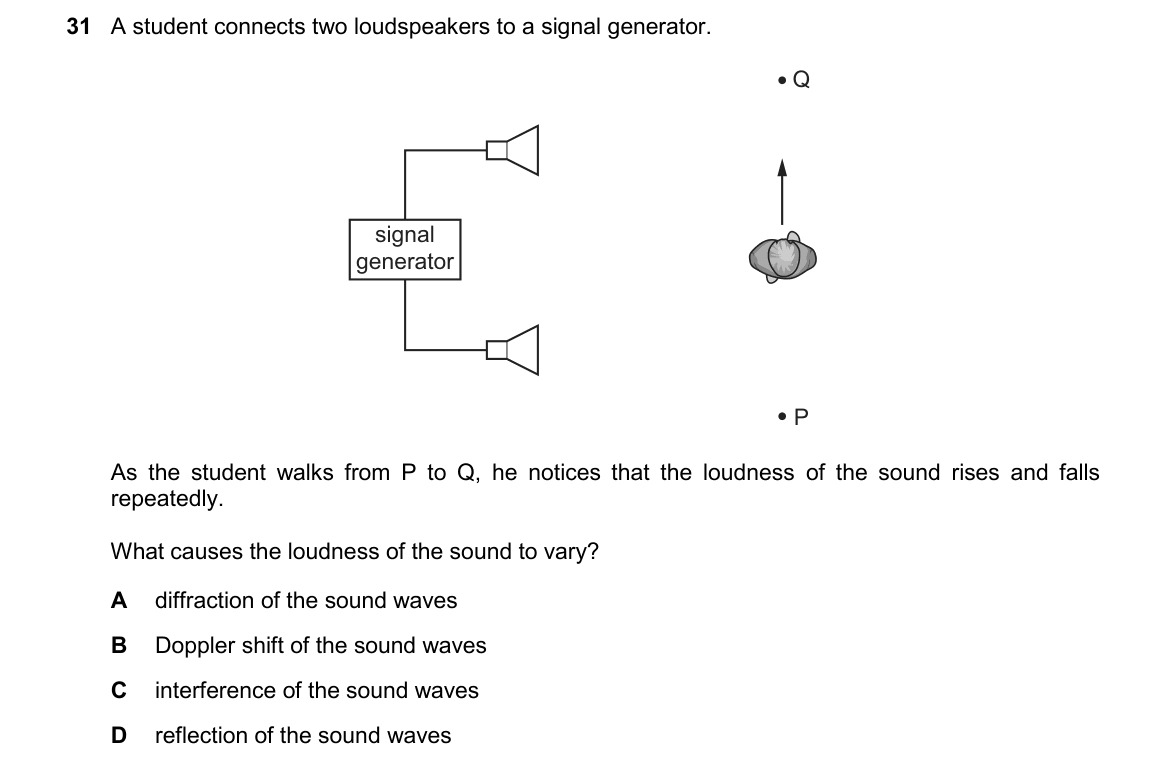 31 A student connects two loudspeakers to a signal generator.
Q
signal
generator
P
As the student walks from P to Q, he notices that the loudness of the sound rises and falls
repeatedly.
What causes the loudness of the sound to vary?
A diffraction of the sound waves
B Doppler shift of the sound waves
C interference of the sound waves
D reflection of the sound waves